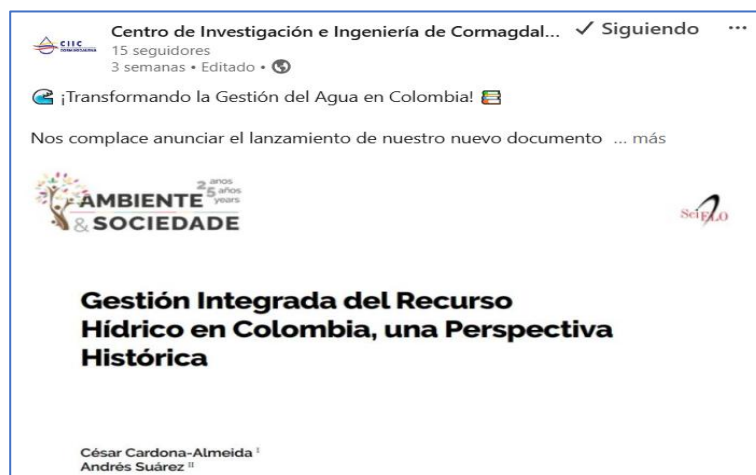 CIIC
CORMAGDALENA
Centro de Investigación e Ingeniería de Cormagdal... ✓ Siguiendo ...
15 seguidores
3 semanas • Editado •
¡Transformando la Gestión del Agua en Colombia!
Nos complace anunciar el lanzamiento de nuestro nuevo documento ... más
AMBIENTE
& SOCIEDADE
25
anos
años
years
SciELO
Gestión Integrada del Recurso
Hídrico en Colombia, una Perspectiva
Histórica
César Cardona-Almeida I
Andrés Suárez II